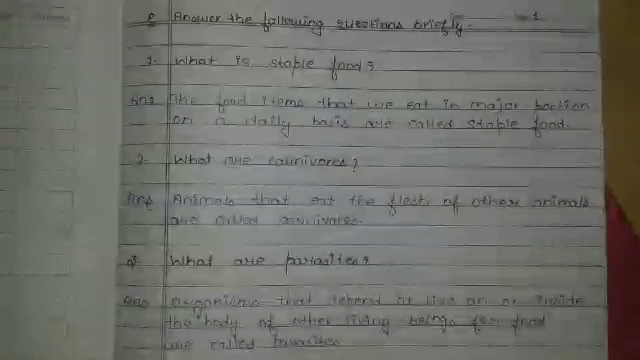 Answer the following questions briefly.
1. What is staple food?
Ans The food items that we eat in major portion
on a daily basis are called staple food.
2. What are carnivores?
Ans Animals that eat the flesh of other animals
are called carnivores.
What are parasites?
Ans Organisms that depend or live on or inside
the body of other living beings for food
are called parasites.